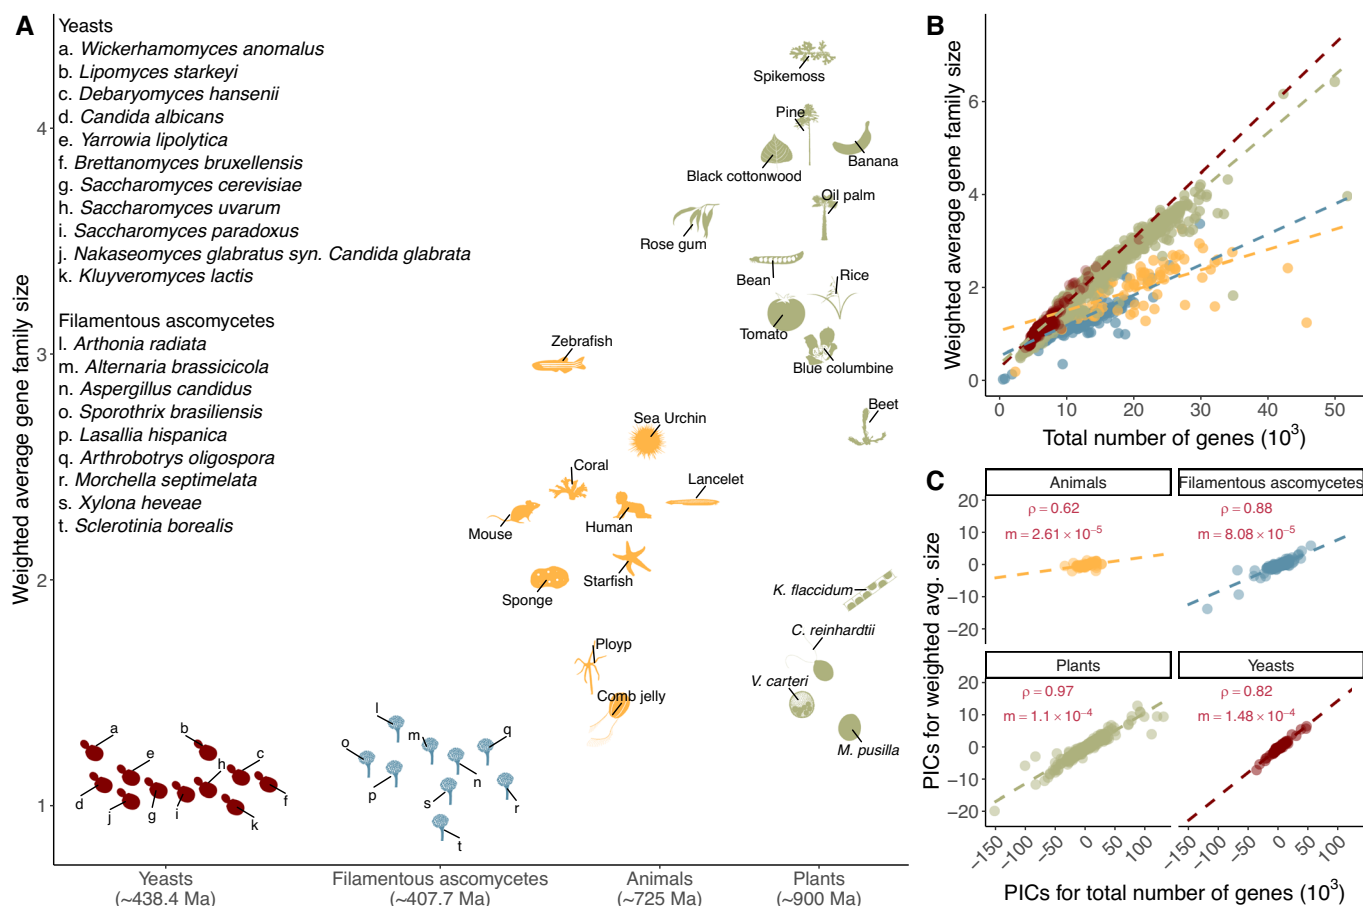 A
Yeasts
a. Wickerhamomyces anomalus
b. Lipomyces starkeyi
c. Debaryomyces hansenii
d. Candida albicans
e. Yarrowia lipolytica
f. Brettanomyces bruxellensis
g. Saccharomyces cerevisiae
h. Saccharomyces uvarum
i. Saccharomyces paradoxus
j. Nakaseomyces glabratus syn. Candida glabrata
k. Kluyveromyces lactis
Filamentous ascomycetes
l. Arthonia radiata
m. Alternaria brassicicola
n. Aspergillus candidus
o. Sporothrix brasiliensis
p. Lasallia hispanica
q. Arthrobotrys oligospora
r. Morchella septimelata
s. Xylona heveae
t. Sclerotinia borealis
Weighted average gene family size
4
3
2
1
Spikemoss
Pine
Banana
Black cottonwood
Oil palm
Rose gum
Bean
Rice
Tomato
Blue columbine
Beet
Zebrafish
Sea Urchin
Coral
Lancelet
Mouse
Human
Starfish
Sponge
K. flaccidum
C. reinhardtii
Ployp
V. carteri
Comb jelly
M. pusilla
a
b
e
c
h
d
j
g
i
k
f
l
m
q
o
p
n
s
r
t
Yeasts
(~438.4 Ma)
Filamentous ascomycetes
(~407.7 Ma)
Animals
(~725 Ma)
Plants
(~900 Ma)
B
Weighted average gene family size
6
4
2
0
0
10
20
30
40
50
Total number of genes (10³)
C
PICs for weighted avg. size
Animals
ρ = 0.62
m = 2.61 × 10⁻⁵
Filamentous ascomycetes
ρ = 0.88
m = 8.08 × 10⁻⁵
20
10
0
−10
−20
Plants
ρ = 0.97
m = 1.1 × 10⁻⁴
Yeasts
ρ = 0.82
m = 1.48 × 10⁻⁴
20
10
0
−10
−20
−150
−100
−50
0
50
100
−150
−100
−50
0
50
100
PICs for total number of genes (10³)